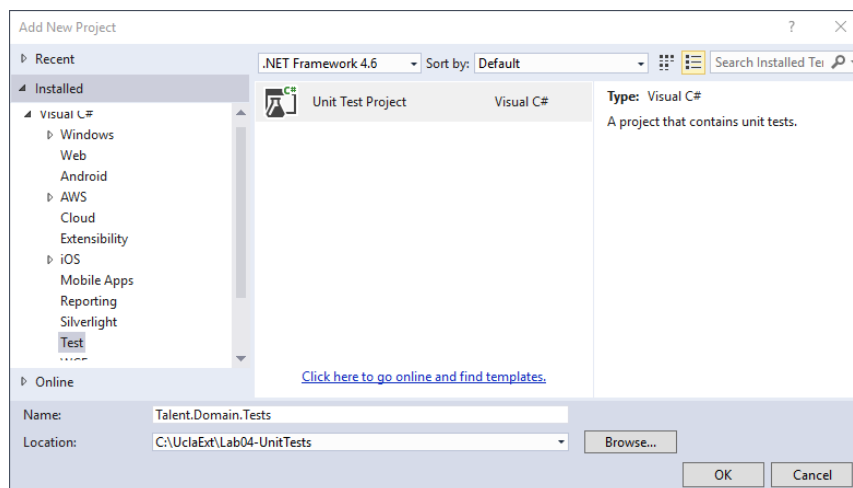 Add New Project ? ×
Recent
.NET Framework 4.6 Sort by: Default
Search Installed Te
Installed
Visual C#
Windows
Web
Android
AWS
Cloud
Extensibility
iOS
Mobile Apps
Reporting
Silverlight
Test
C#
Unit Test Project Visual C#
Type: Visual C#
A project that contains unit tests.
Click here to go online and find templates.
Online
Name: Talent.Domain.Tests
Location: C:\UclaExt\Lab04-UnitTests Browse...
OK Cancel